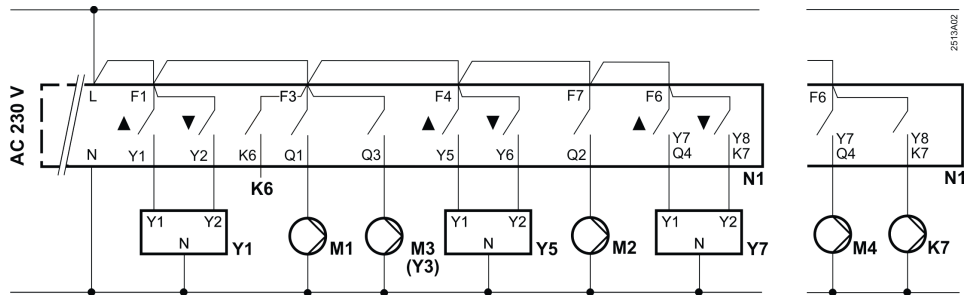 2513A02
AC 230 V
L F1 F3 F4 F7 F6 F6
▲ ▼ ▲ ▼ ▲ ▼
Y7 Y8 Y7 Y8
N Y1 Y2 K6 Q1 Q3 Y5 Y6 Q2 Q4 K7 Q4 K7
K6 N1 N1
Y1 Y2 Y1 Y2 Y1 Y2
N Y1 M1 M3 N Y5 M2 N Y7 M4 K7
(Y3)